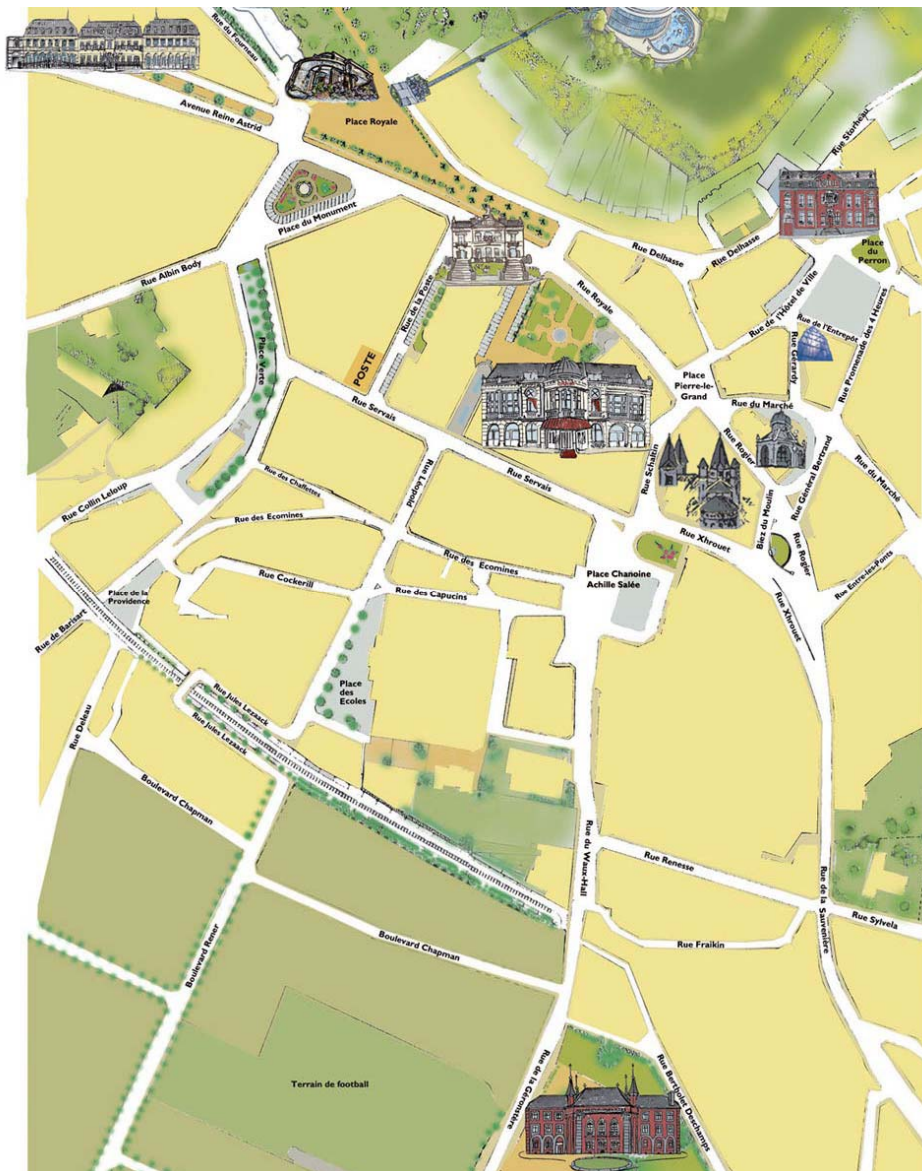 Rue du Fourneau
Avenue Reine Astrid
Place Royale
Rue Storheau
Place du Monument
Rue Delhasse
Rue Delhasse
Place
du
Perron
Rue Albin Body
Rue de la Poste
Rue Royale
Rue de l'Hôtel de Ville
Rue de l'Entrepôt
Rue Gerardy
Rue Promenade des 4 Heures
Place Verte
POSTE
Place
Pierre-le-
Grand
Rue du Marché
Rue Servais
Rue Servais
Rue Schaltin
Rue Rogier
Rue Général Bertrand
Rue du Marché
Rue Collin Leloup
Rue des Chaffettes
Rue Léopold
Rue des Ecomines
Rue des Ecomines
Rue Xhrouet
Biez du Moulin
Rue Rogier
Rue Entre-les-Ponts
Rue Cockerill
Rue des Capucins
Place Chanoine
Achille Salée
Rue Xhrouet
Place de la
Providence
Rue de Barisart
Place
des
Ecoles
Rue Jules Lezaack
Rue Jules Lezaack
Rue Daleau
Boulevard Chapman
Rue du Waux-Hall
Rue Renesse
Rue de la Sauvenière
Rue Sylvela
Boulevard Rener
Boulevard Chapman
Rue Fraikin
Rue de la Géronstère
Rue Bertholet Deschamps
Terrain de football